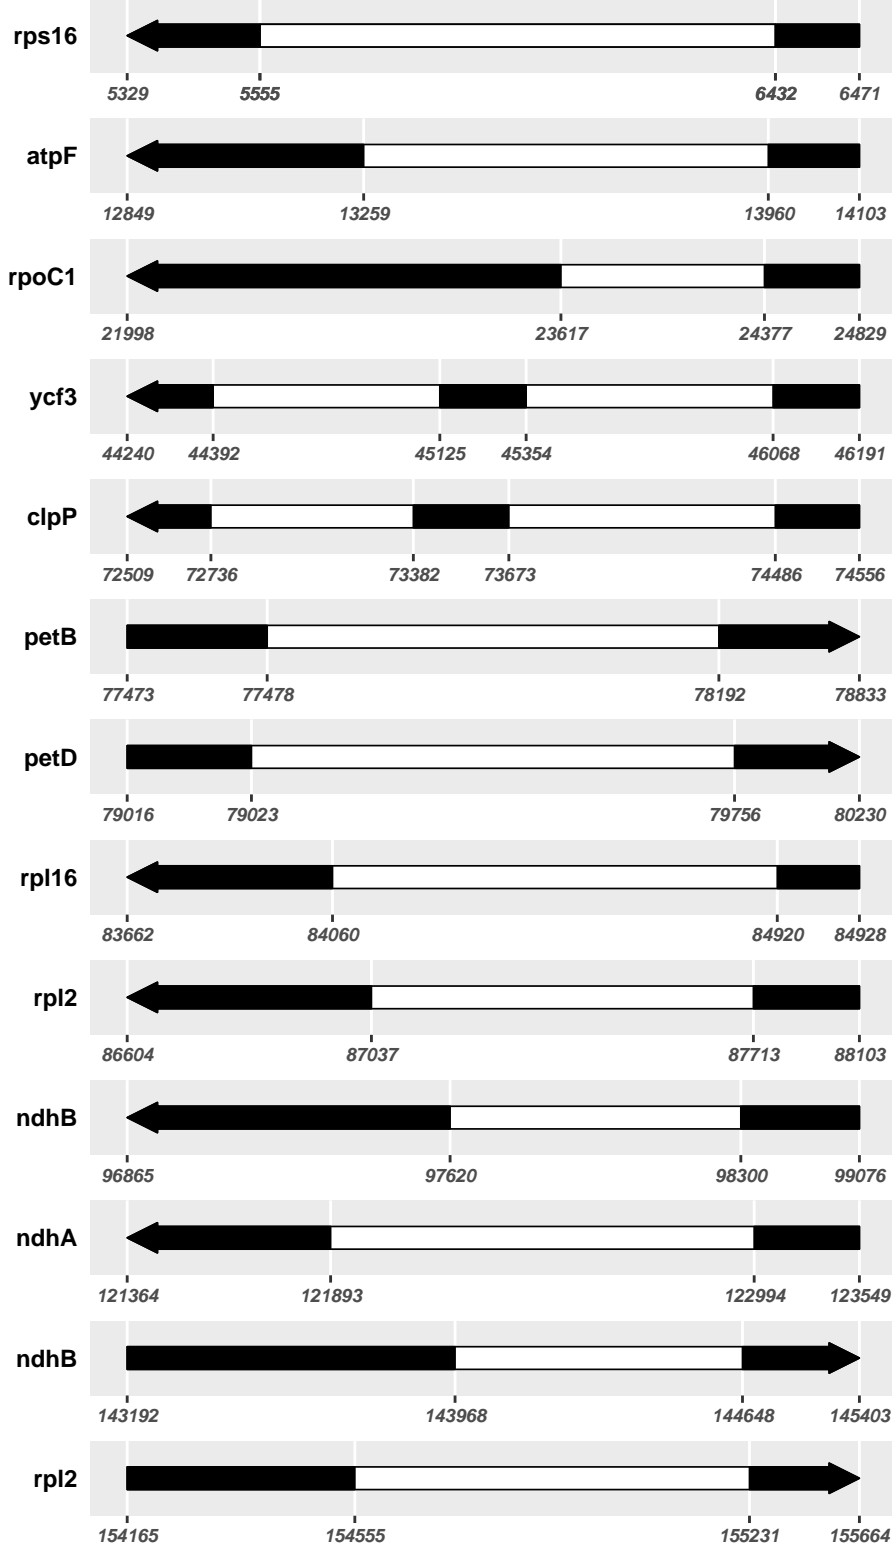 rps16
5329 5555 6432 6471
atpF
12849 13259 13960 14103
rpoC1
21998 23617 24377 24829
ycf3
44240 44392 45125 45354 46068 46191
clpP
72509 72736 73382 73673 74486 74556
petB
77473 77478 78192 78833
petD
79016 79023 79756 80230
rpl16
83662 84060 84920 84928
rpl2
86604 87037 87713 88103
ndhB
96865 97620 98300 99076
ndhA
121364 121893 122994 123549
ndhB
143192 143968 144648 145403
rpl2
154165 154555 155231 155664